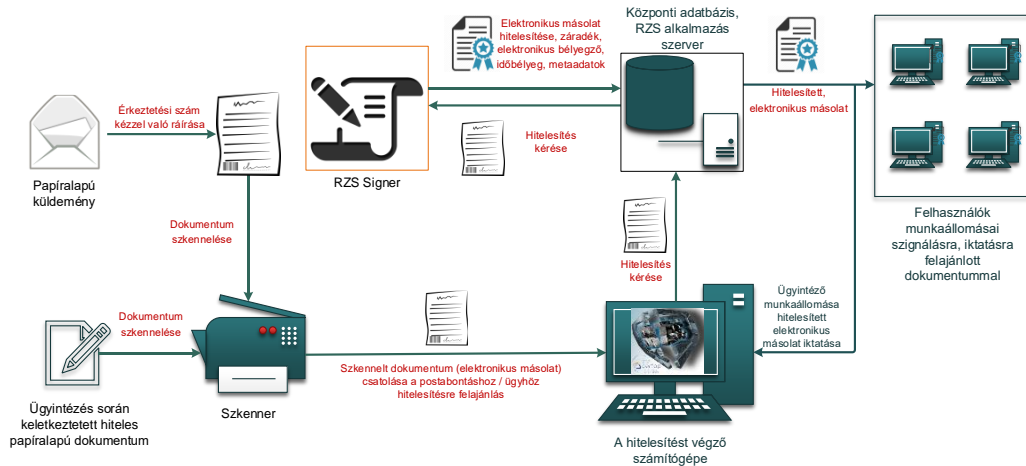 Elektronikus másolat
hitelesítése, záradék,
elektronikus bélyegző,
időbélyeg, metaadatok
Központi adatbázis,
RZS alkalmazás
szerver
Hitelesített,
elektronikus másolat
Érkeztetési szám
kézzel való ráírása
Hitelesítés
kérése
Papíralapú
küldemény
RZS Signer
Felhasználók
munkaállomásai
szignálásra, iktatásra
felajánlott
dokumentummal
Dokumentum
szkennelése
Hitelesítés
kérése
Ügyintéző
munkaállomása
hitelesített
elektronikus
másolat iktatása
Dokumentum
szkennelése
Szkennelt dokumentum (elektronikus másolat)
csatolása a postabontáshoz / ügyhöz
hitelesítésre felajánlás
Ügyintézés során
keletkeztetett hiteles
papíralapú dokumentum
Szkenner
A hitelesítést végző
számítógépe